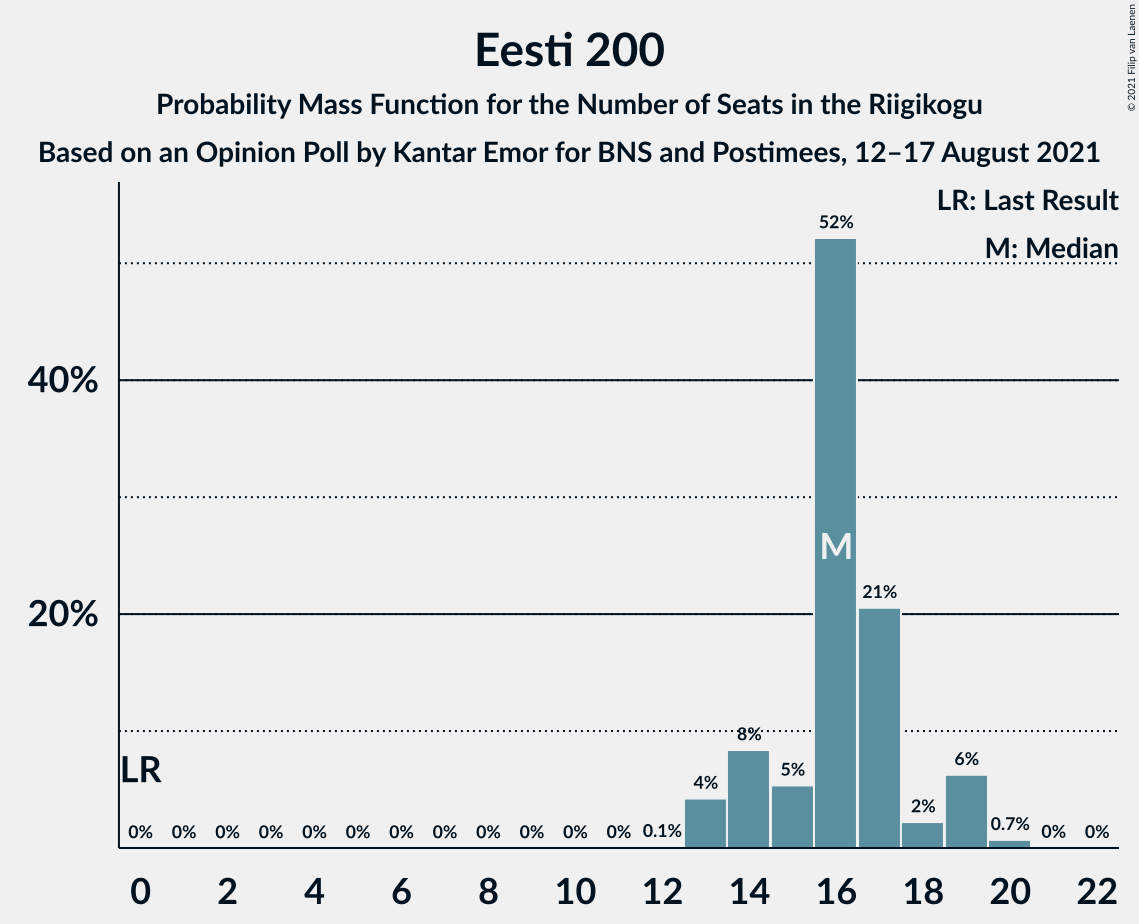 Eesti 200
Probability Mass Function for the Number of Seats in the Riigikogu
Based on an Opinion Poll by Kantar Emor for BNS and Postimees, 12–17 August 2021
© 2021 Filip van Laenen
LR: Last Result
M: Median
52%
40%
M
21%
20%
8%
LR
6%
5%
4%
2%
0% 0% 0% 0% 0% 0% 0% 0% 0% 0% 0% 0% 0.1% 0.7% 0% 0%
0 2 4 6 8 10 12 14 16 18 20 22